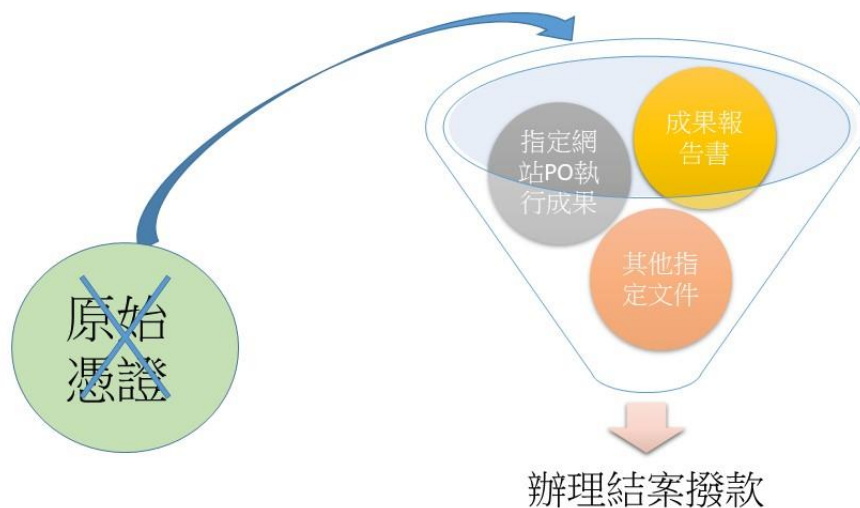 指定網
站PO執
行成果
成果報
告書
其他指
定文件
原始
憑證
辦理結案撥款